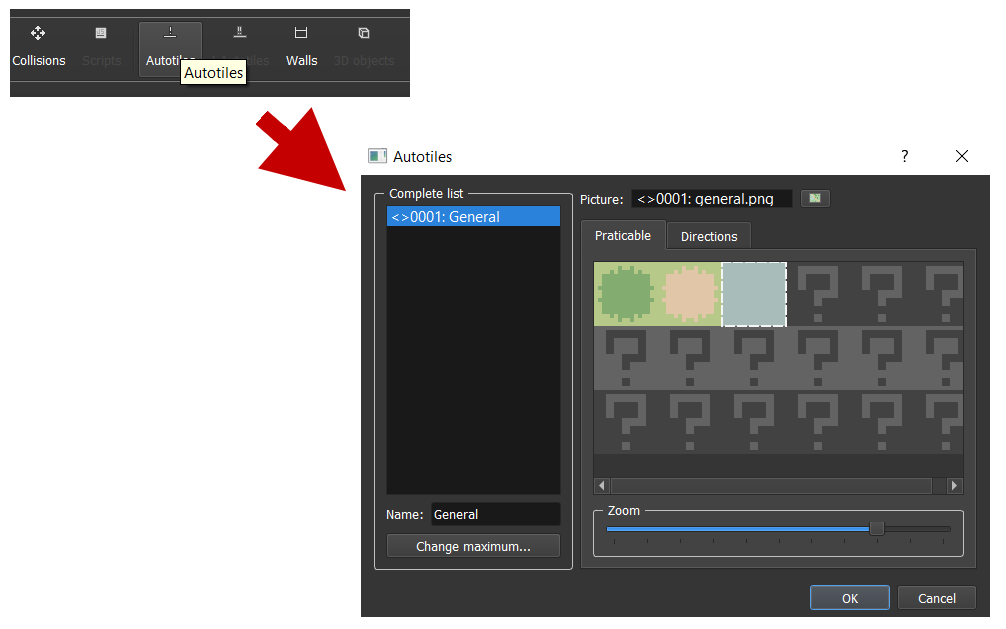 Collisions
Scripts
Autotiles
Walls
3D objects
Autotiles
Autotiles
?
Complete list
<>0001: General
Name: General
Change maximum...
Picture: <>0001: general.png
Praticable
Directions
Zoom
OK
Cancel